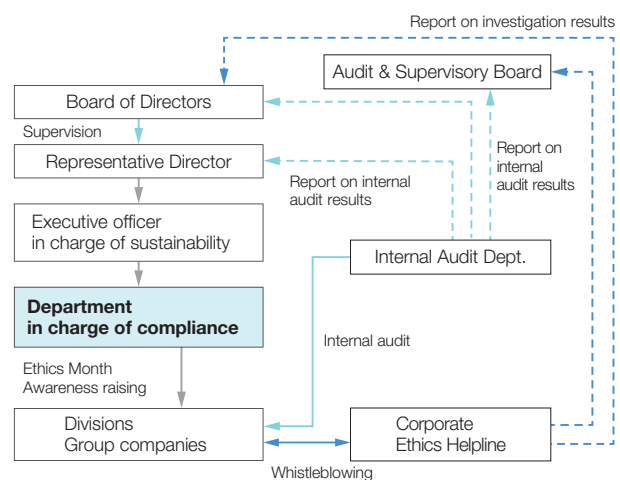 Report on investigation results
Audit & Supervisory Board
Board of Directors
Supervision
Representative Director
Report on internal
audit results
Report on
internal
audit results
Executive officer
in charge of sustainability
Internal Audit Dept.
Department
in charge of compliance
Internal audit
Ethics Month
Awareness raising
Divisions
Group companies
Corporate
Ethics Helpline
Whistleblowing